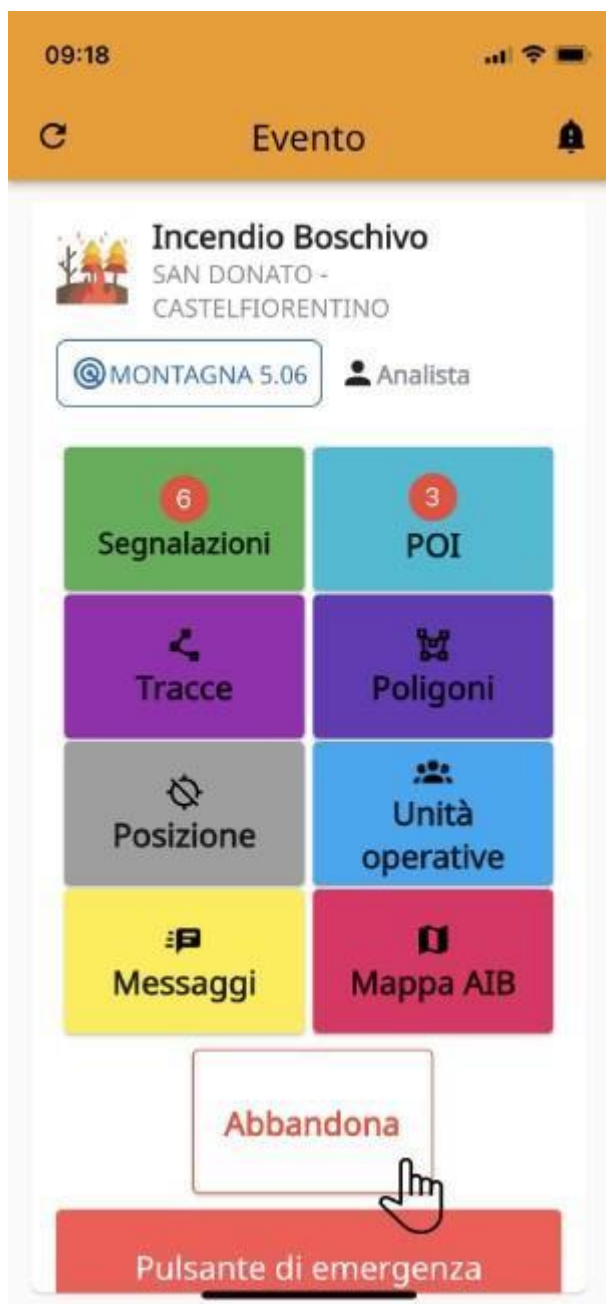 09:18
Evento
Incendio Boschivo
SAN DONATO -
CASTELFIORENTINO
MONTAGNA 5.06
Analista
6
3
Segnalazioni
POI
Tracce
Poligoni
Posizione
Unità
operative
Messaggi
Mappa AIB
Abbandona
Pulsante di emergenza